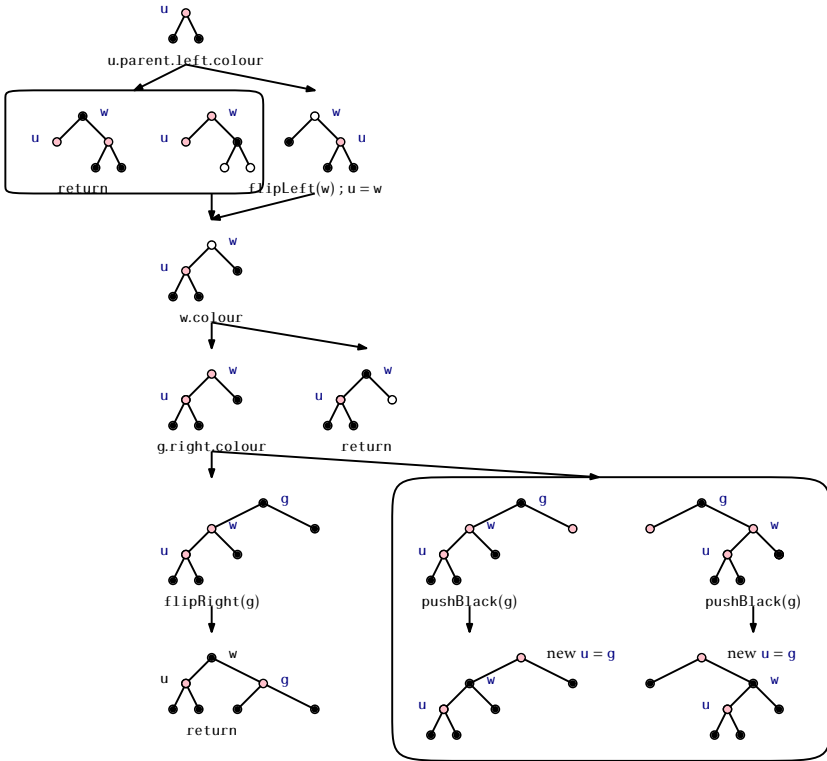 u
u.parent.left.colour
w w w
u u u
return flipLeft(w) ; u = w
w
u
w.colour
w w
u u
g.right.colour return
g g g
w w w
u u u
flipRight(g) pushBlack(g) pushBlack(g)
w new u = g new u = g
u g w w
u u
return